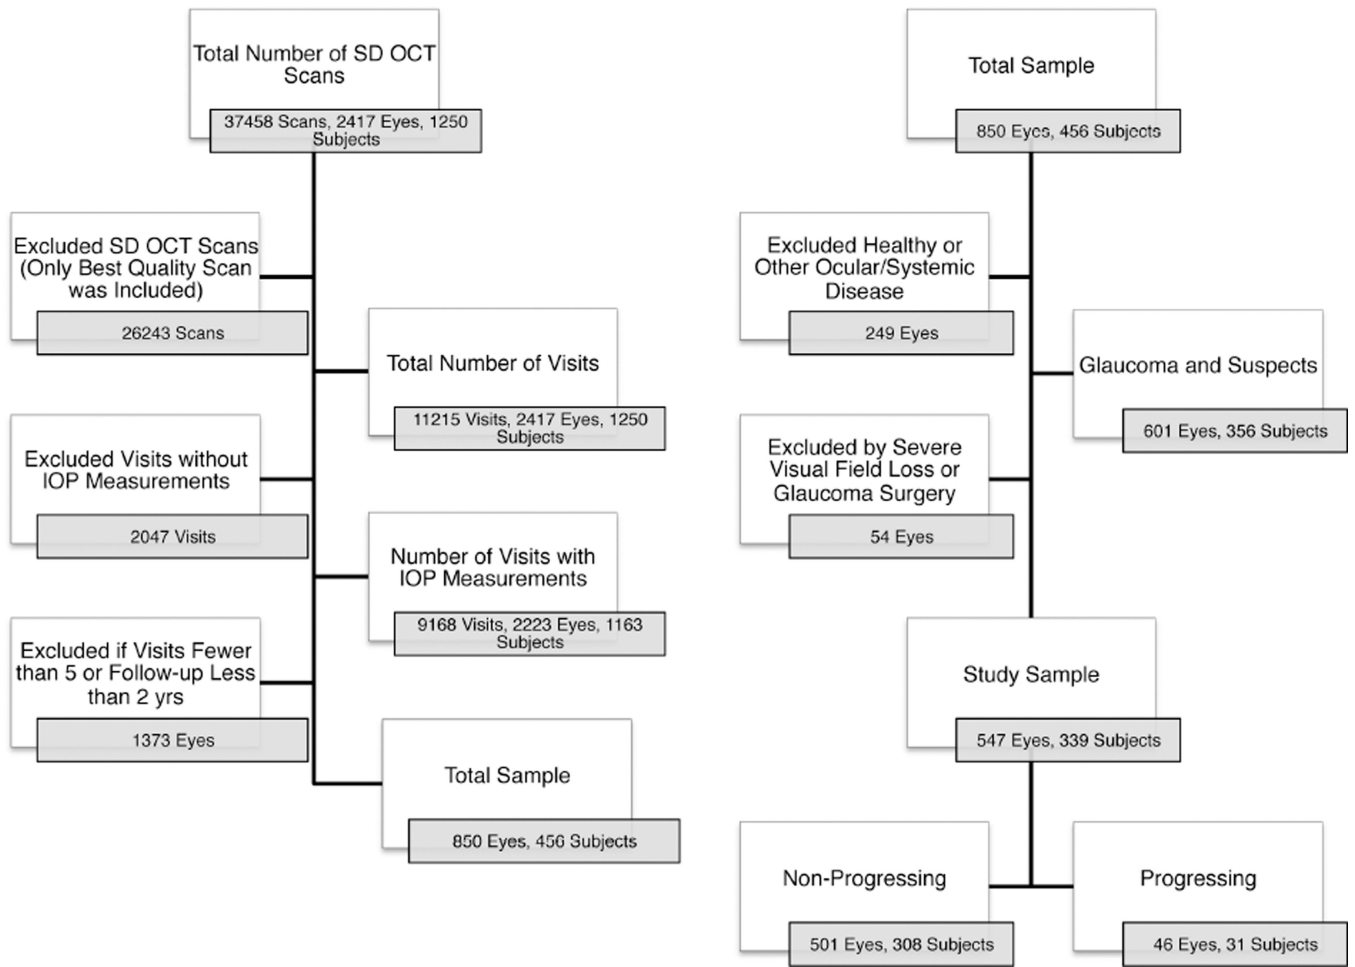 Total Number of SD OCT
Scans
37458 Scans, 2417 Eyes, 1250
Subjects
Excluded SD OCT Scans
(Only Best Quality Scan
was Included)
26243 Scans
Total Number of Visits
11215 Visits, 2417 Eyes, 1250
Subjects
Excluded Visits without
IOP Measurements
2047 Visits
Number of Visits with
IOP Measurements
9168 Visits, 2223 Eyes, 1163
Subjects
Excluded if Visits Fewer
than 5 or Follow-up Less
than 2 yrs
1373 Eyes
Total Sample
850 Eyes, 456 Subjects
Total Sample
850 Eyes, 456 Subjects
Excluded Healthy or
Other Ocular/Systemic
Disease
249 Eyes
Glaucoma and Suspects
601 Eyes, 356 Subjects
Excluded by Severe
Visual Field Loss or
Glaucoma Surgery
54 Eyes
Study Sample
547 Eyes, 339 Subjects
Non-Progressing
501 Eyes, 308 Subjects
Progressing
46 Eyes, 31 Subjects